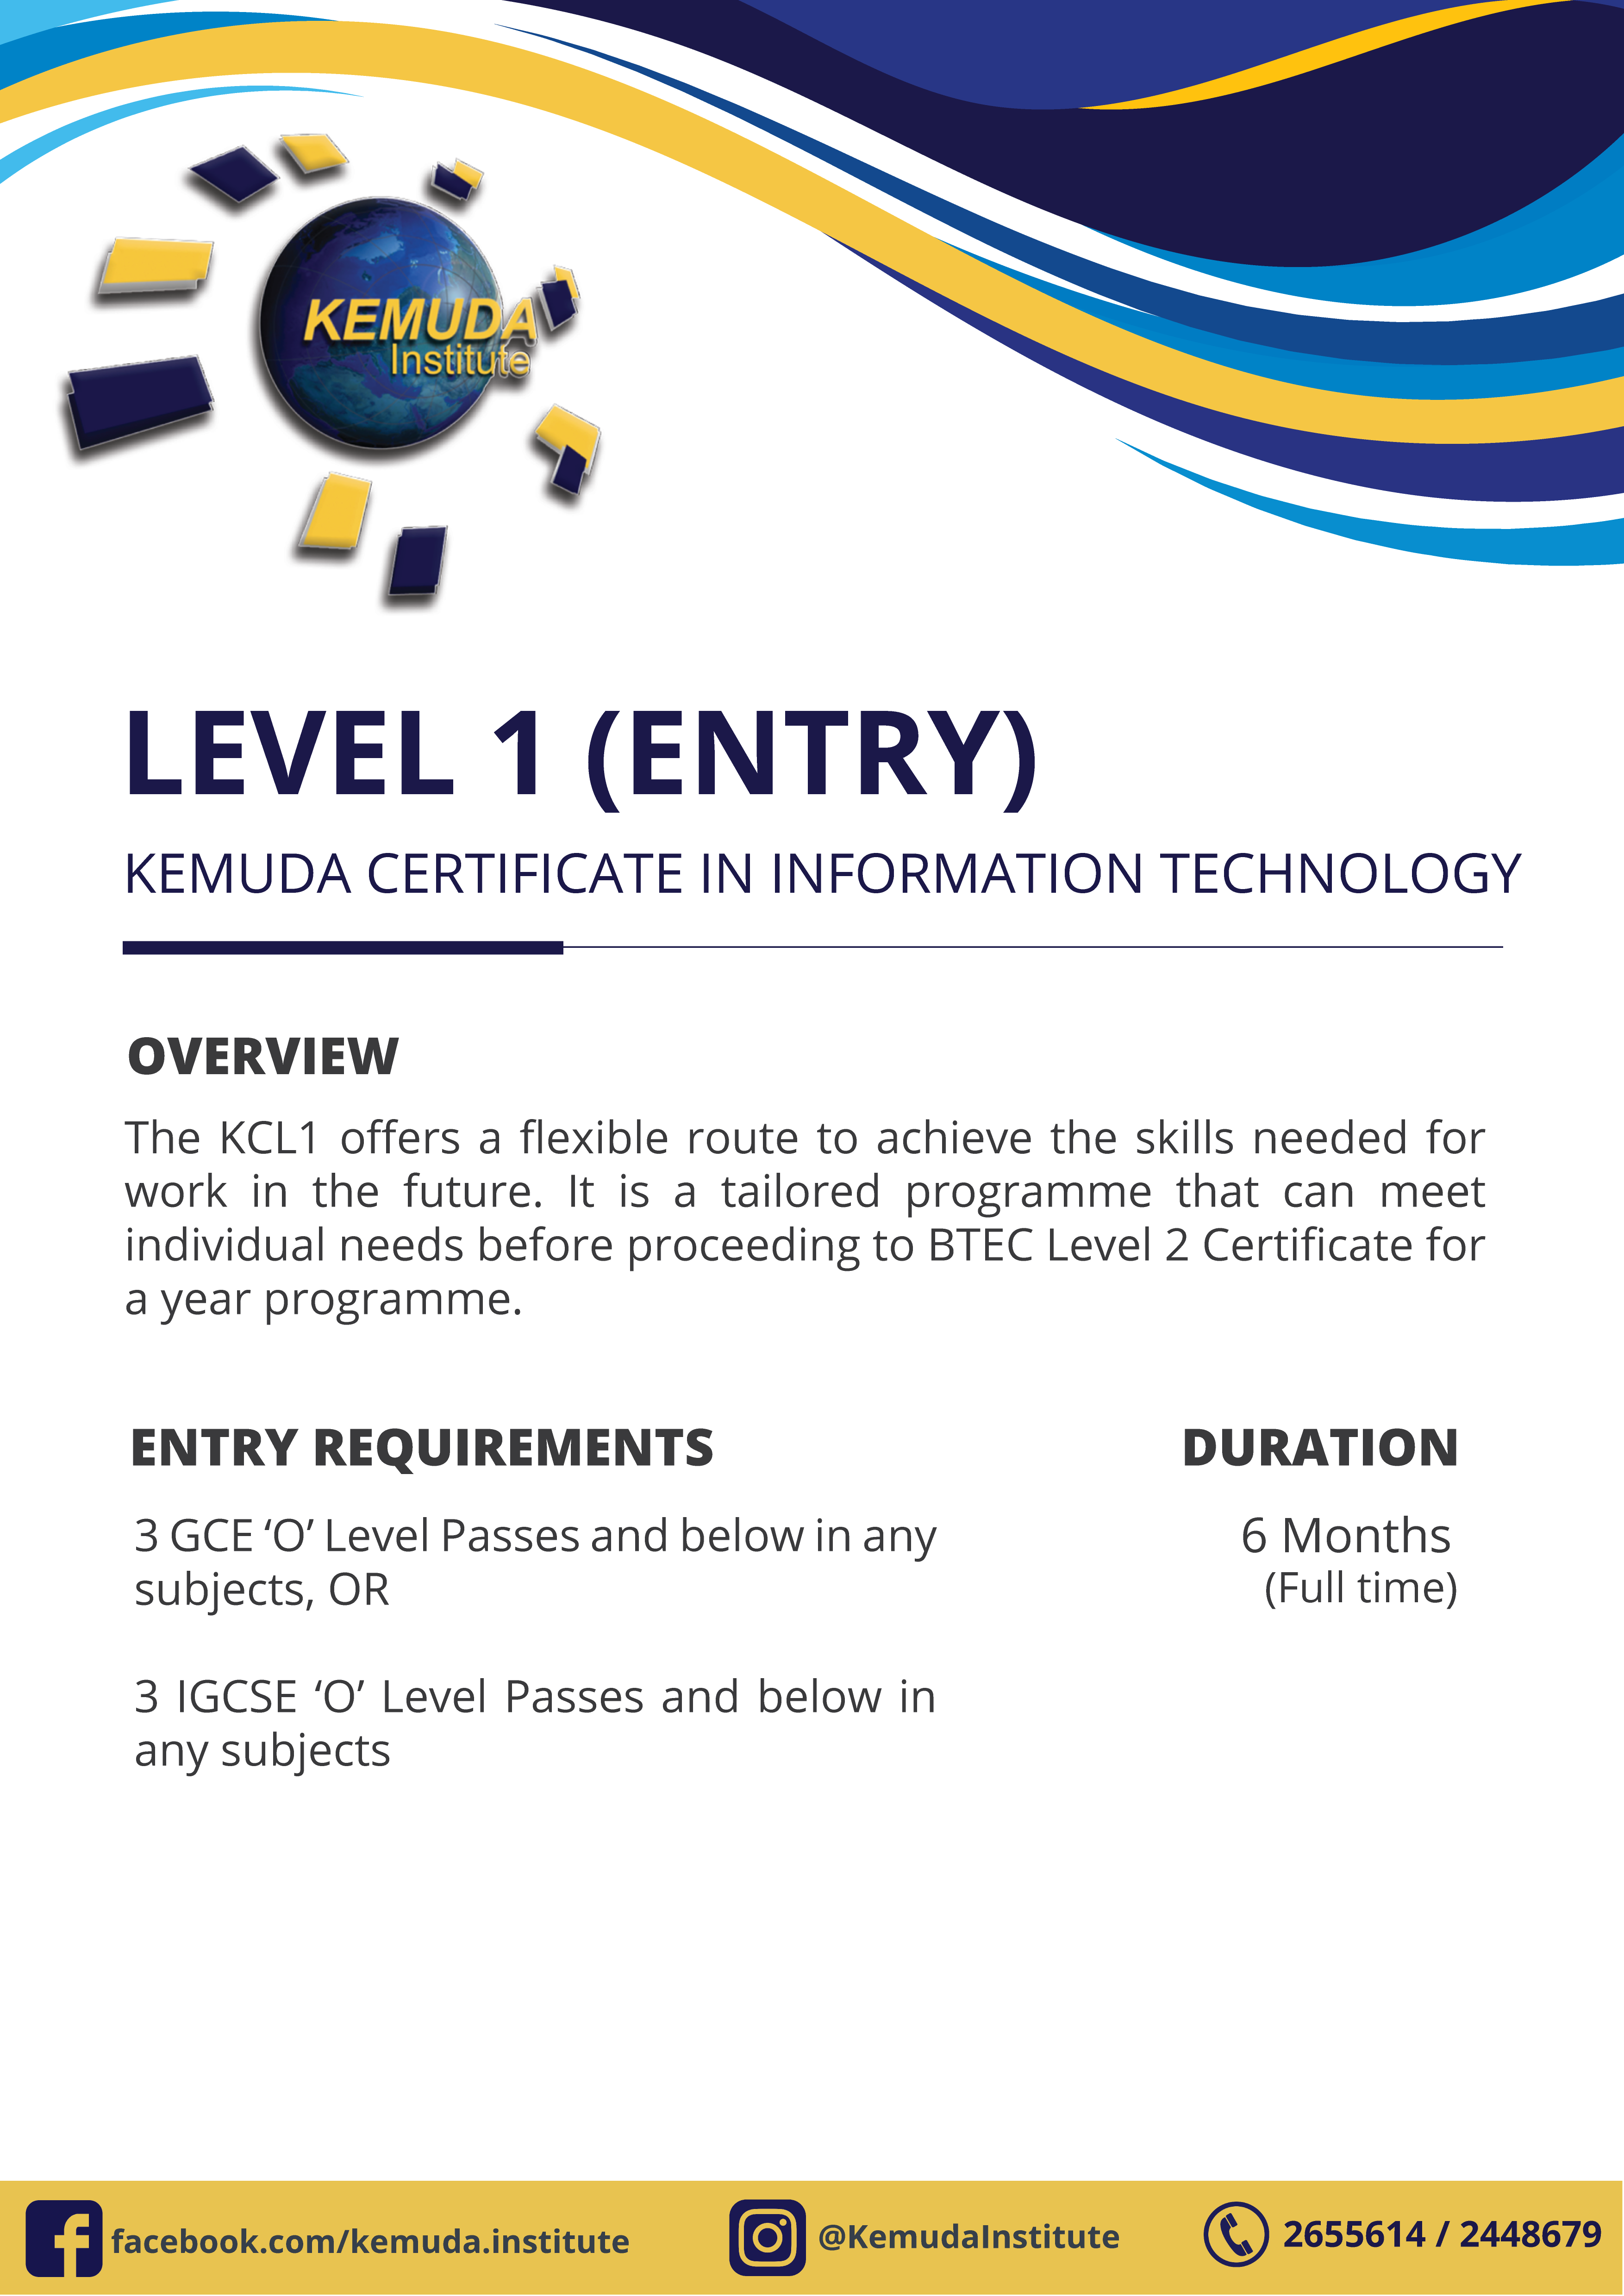 KEMUDA
Institute
LEVEL 1 (ENTRY)
KEMUDA CERTIFICATE IN INFORMATION TECHNOLOGY
OVERVIEW
The KCL1 offers a flexible route to achieve the skills needed for
work in the future. It is a tailored programme that can meet
individual needs before proceeding to BTEC Level 2 Certificate for
a year programme.
ENTRY REQUIREMENTS
3 GCE ‘O’ Level Passes and below in any
subjects, OR
3 IGCSE ‘O’ Level Passes and below in
any subjects
DURATION
6 Months
(Full time)
facebook.com/kemuda.institute
@KemudaInstitute
2655614 / 2448679